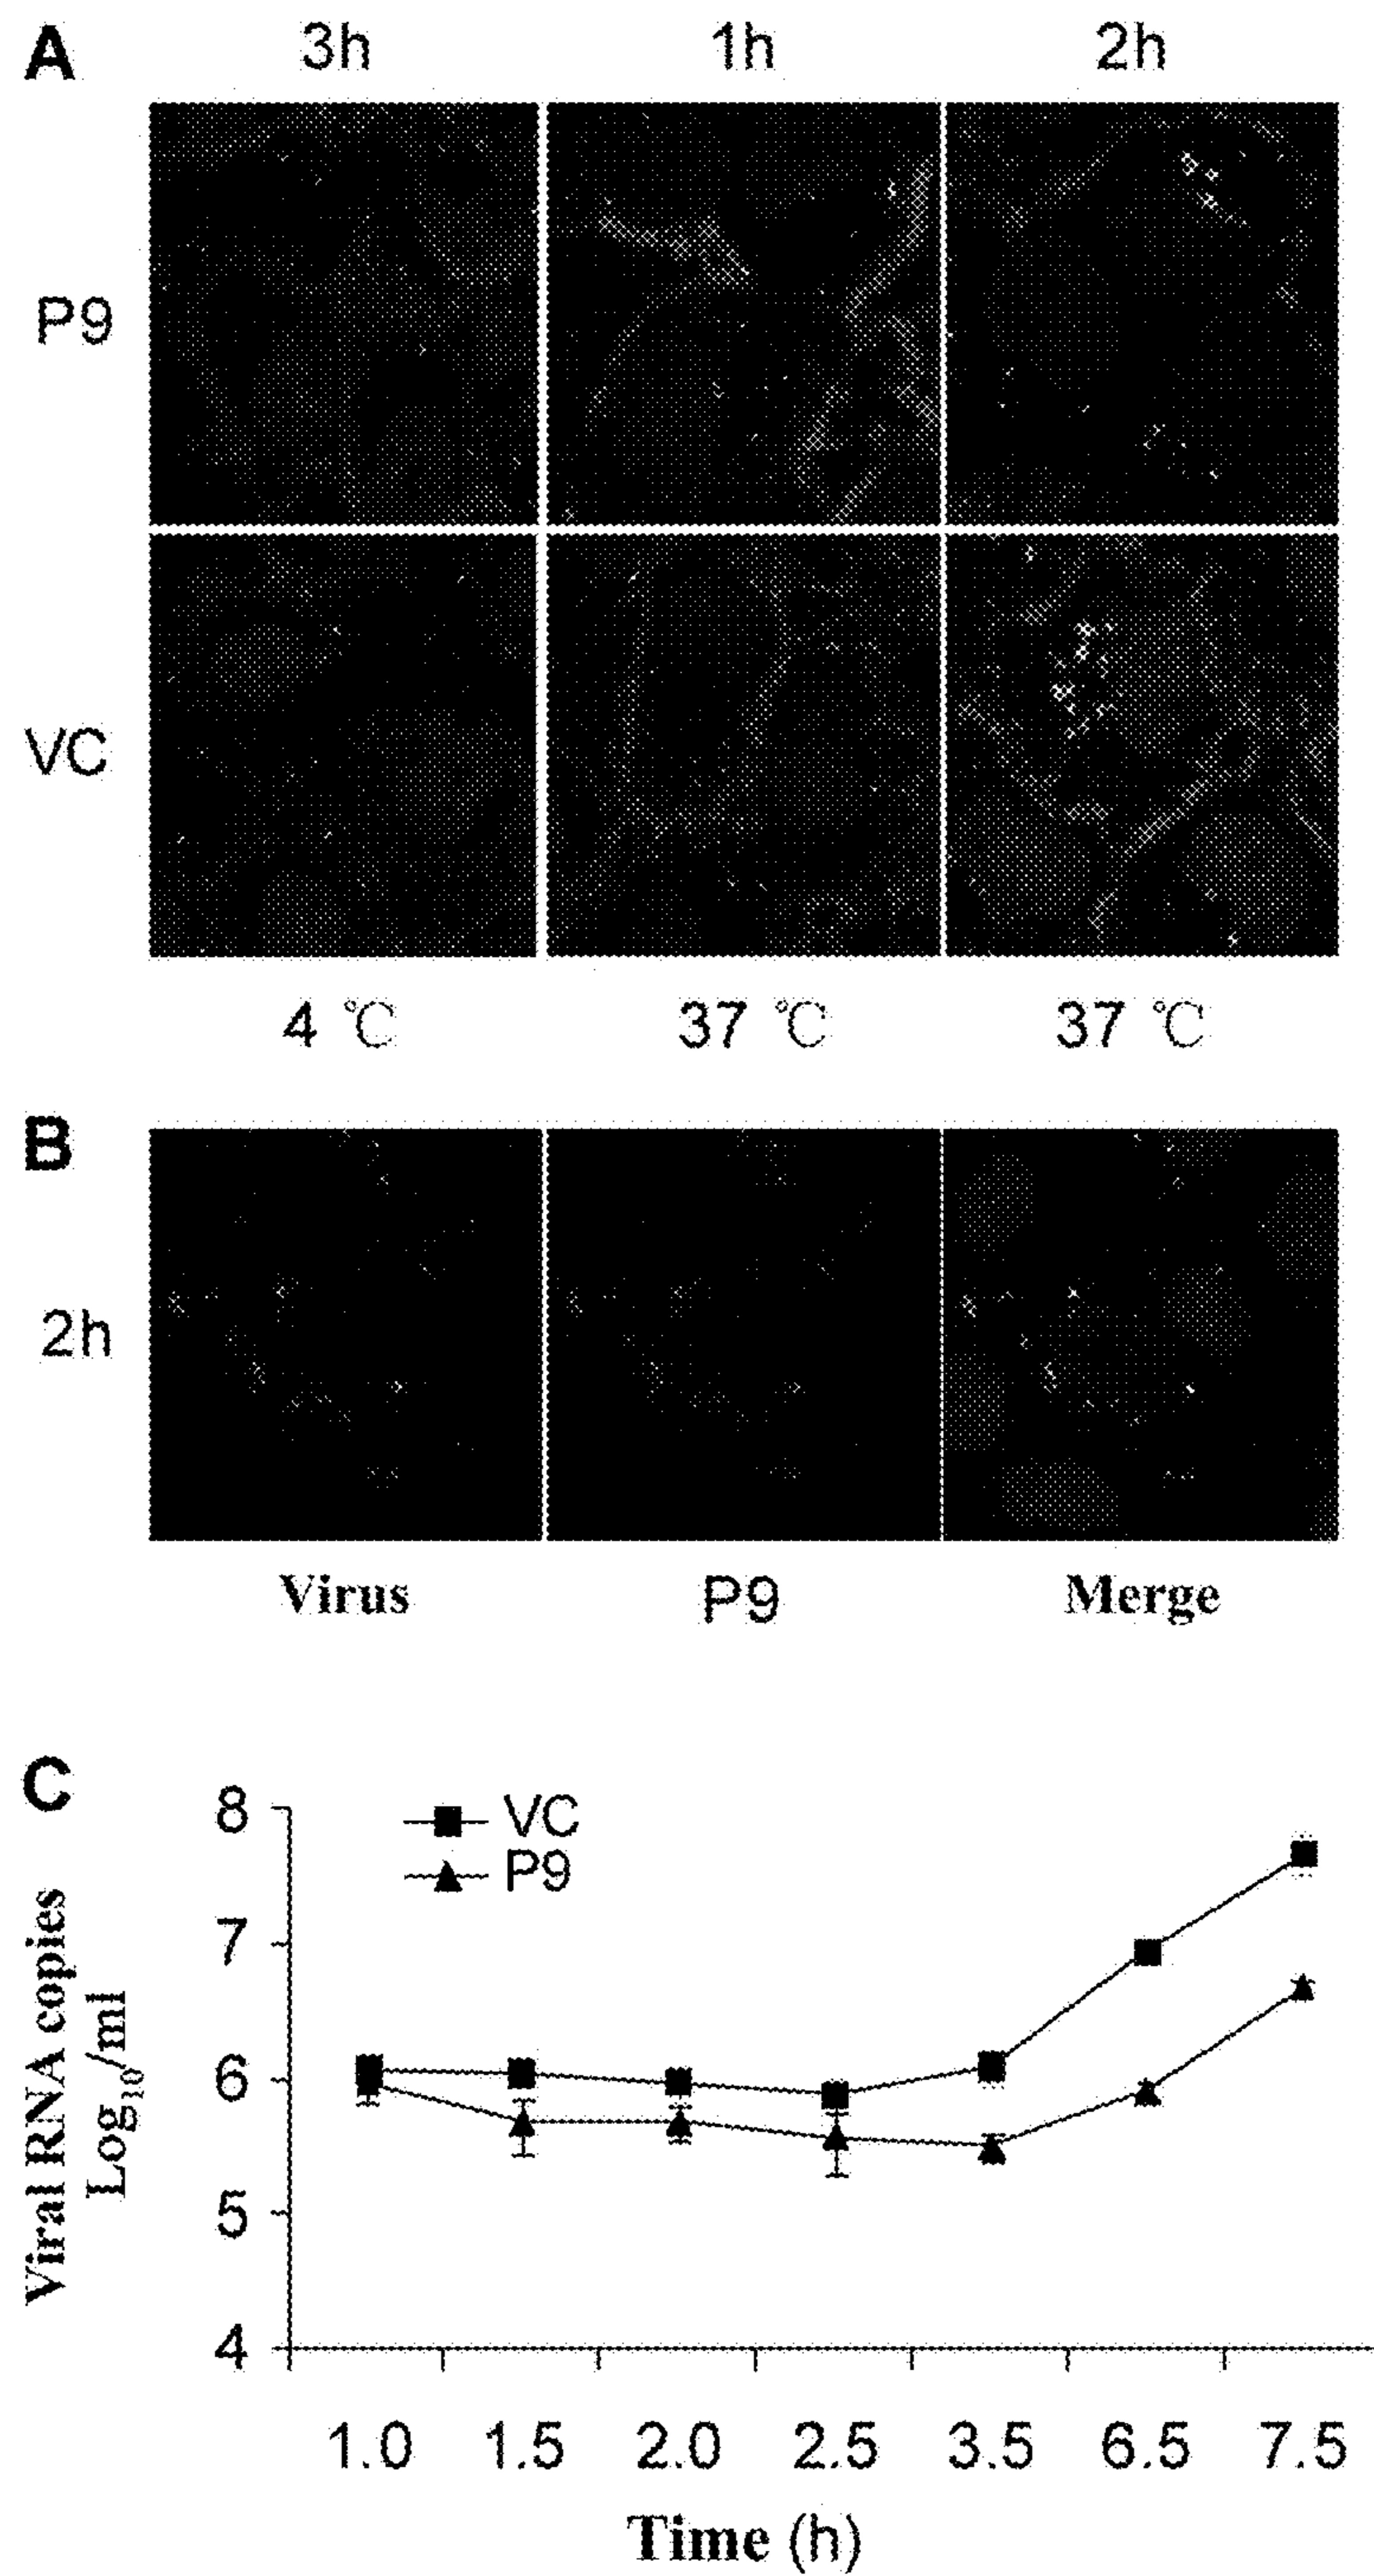 A
3h 1h 2h
P9
VC
4 ℃ 37 ℃ 37 ℃
B
2h
Virus P9 Merge
C
VC
P9
8
7
6
5
4
Viral RNA copies
Log₁₀/ml
1.0 1.5 2.0 2.5 3.5 6.5 7.5
Time (h)